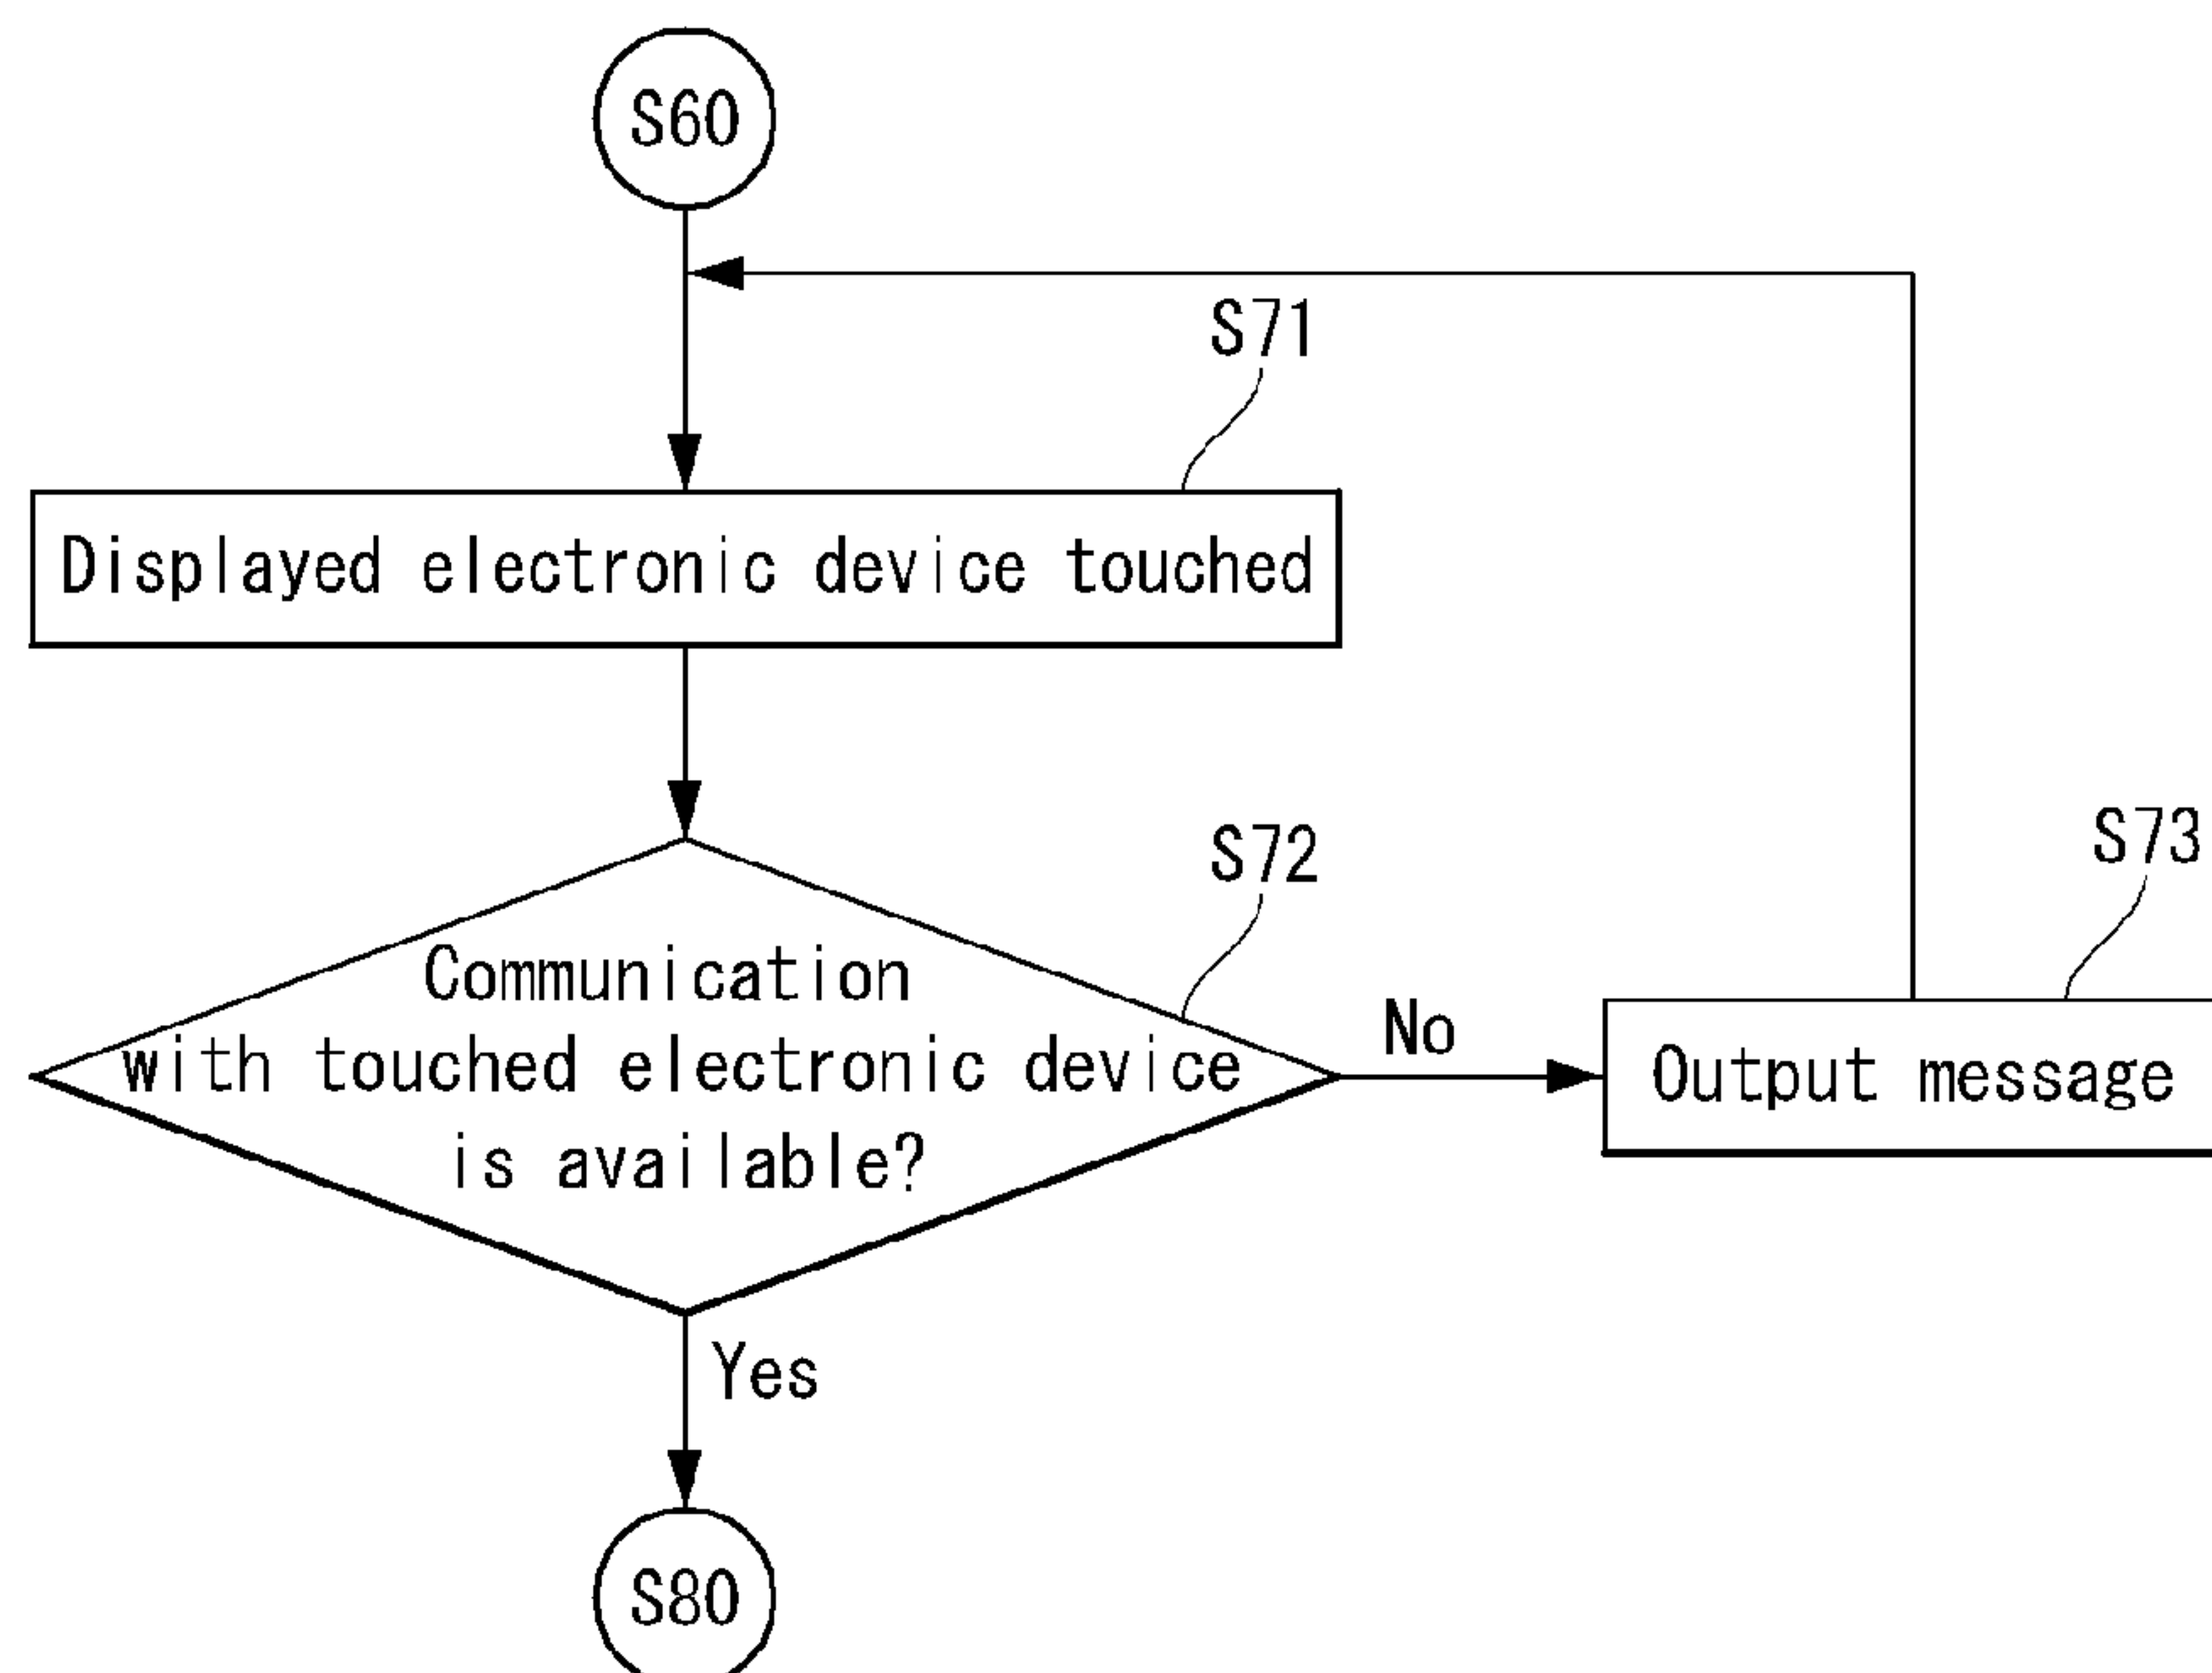 S60
S71
Displayed electronic device touched
S72
S73
Communication
with touched electronic device
is available?
No
Output message
Yes
S80